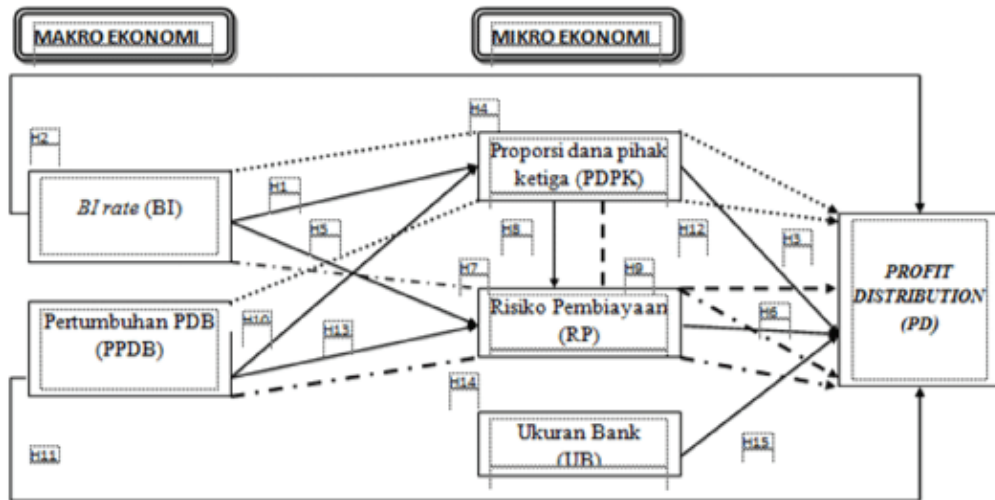 MAKRO EKONOMI
MIKRO EKONOMI
H2
H4
Proporsi dana pihak
ketiga (PDPK)
BI rate (BI)
H1
H5
H8
H12
H3
PROFIT
DISTRIBUTION
(PD)
H7
H9
Pertumbuhan PDB
(PPDB)
H10
H13
Risiko Pembiayaan
(RP)
H6
H14
Ukuran Bank
(UB)
H15
H11